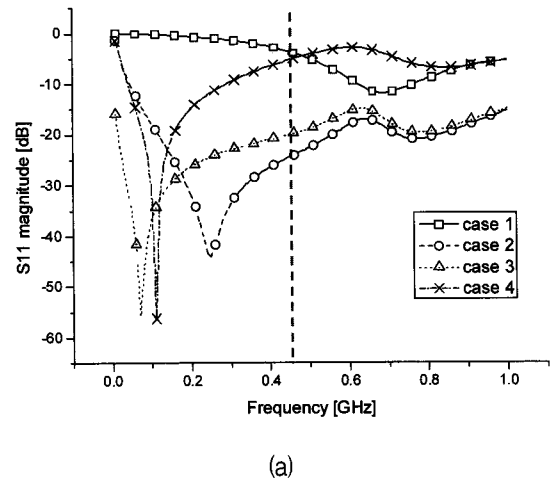 0
-10
-20
-30
-40
-50
-60
S11 magnitude [dB]
case 1
case 2
case 3
case 4
0.0 0.2 0.4 0.6 0.8 1.0
Frequency [GHz]
(a)